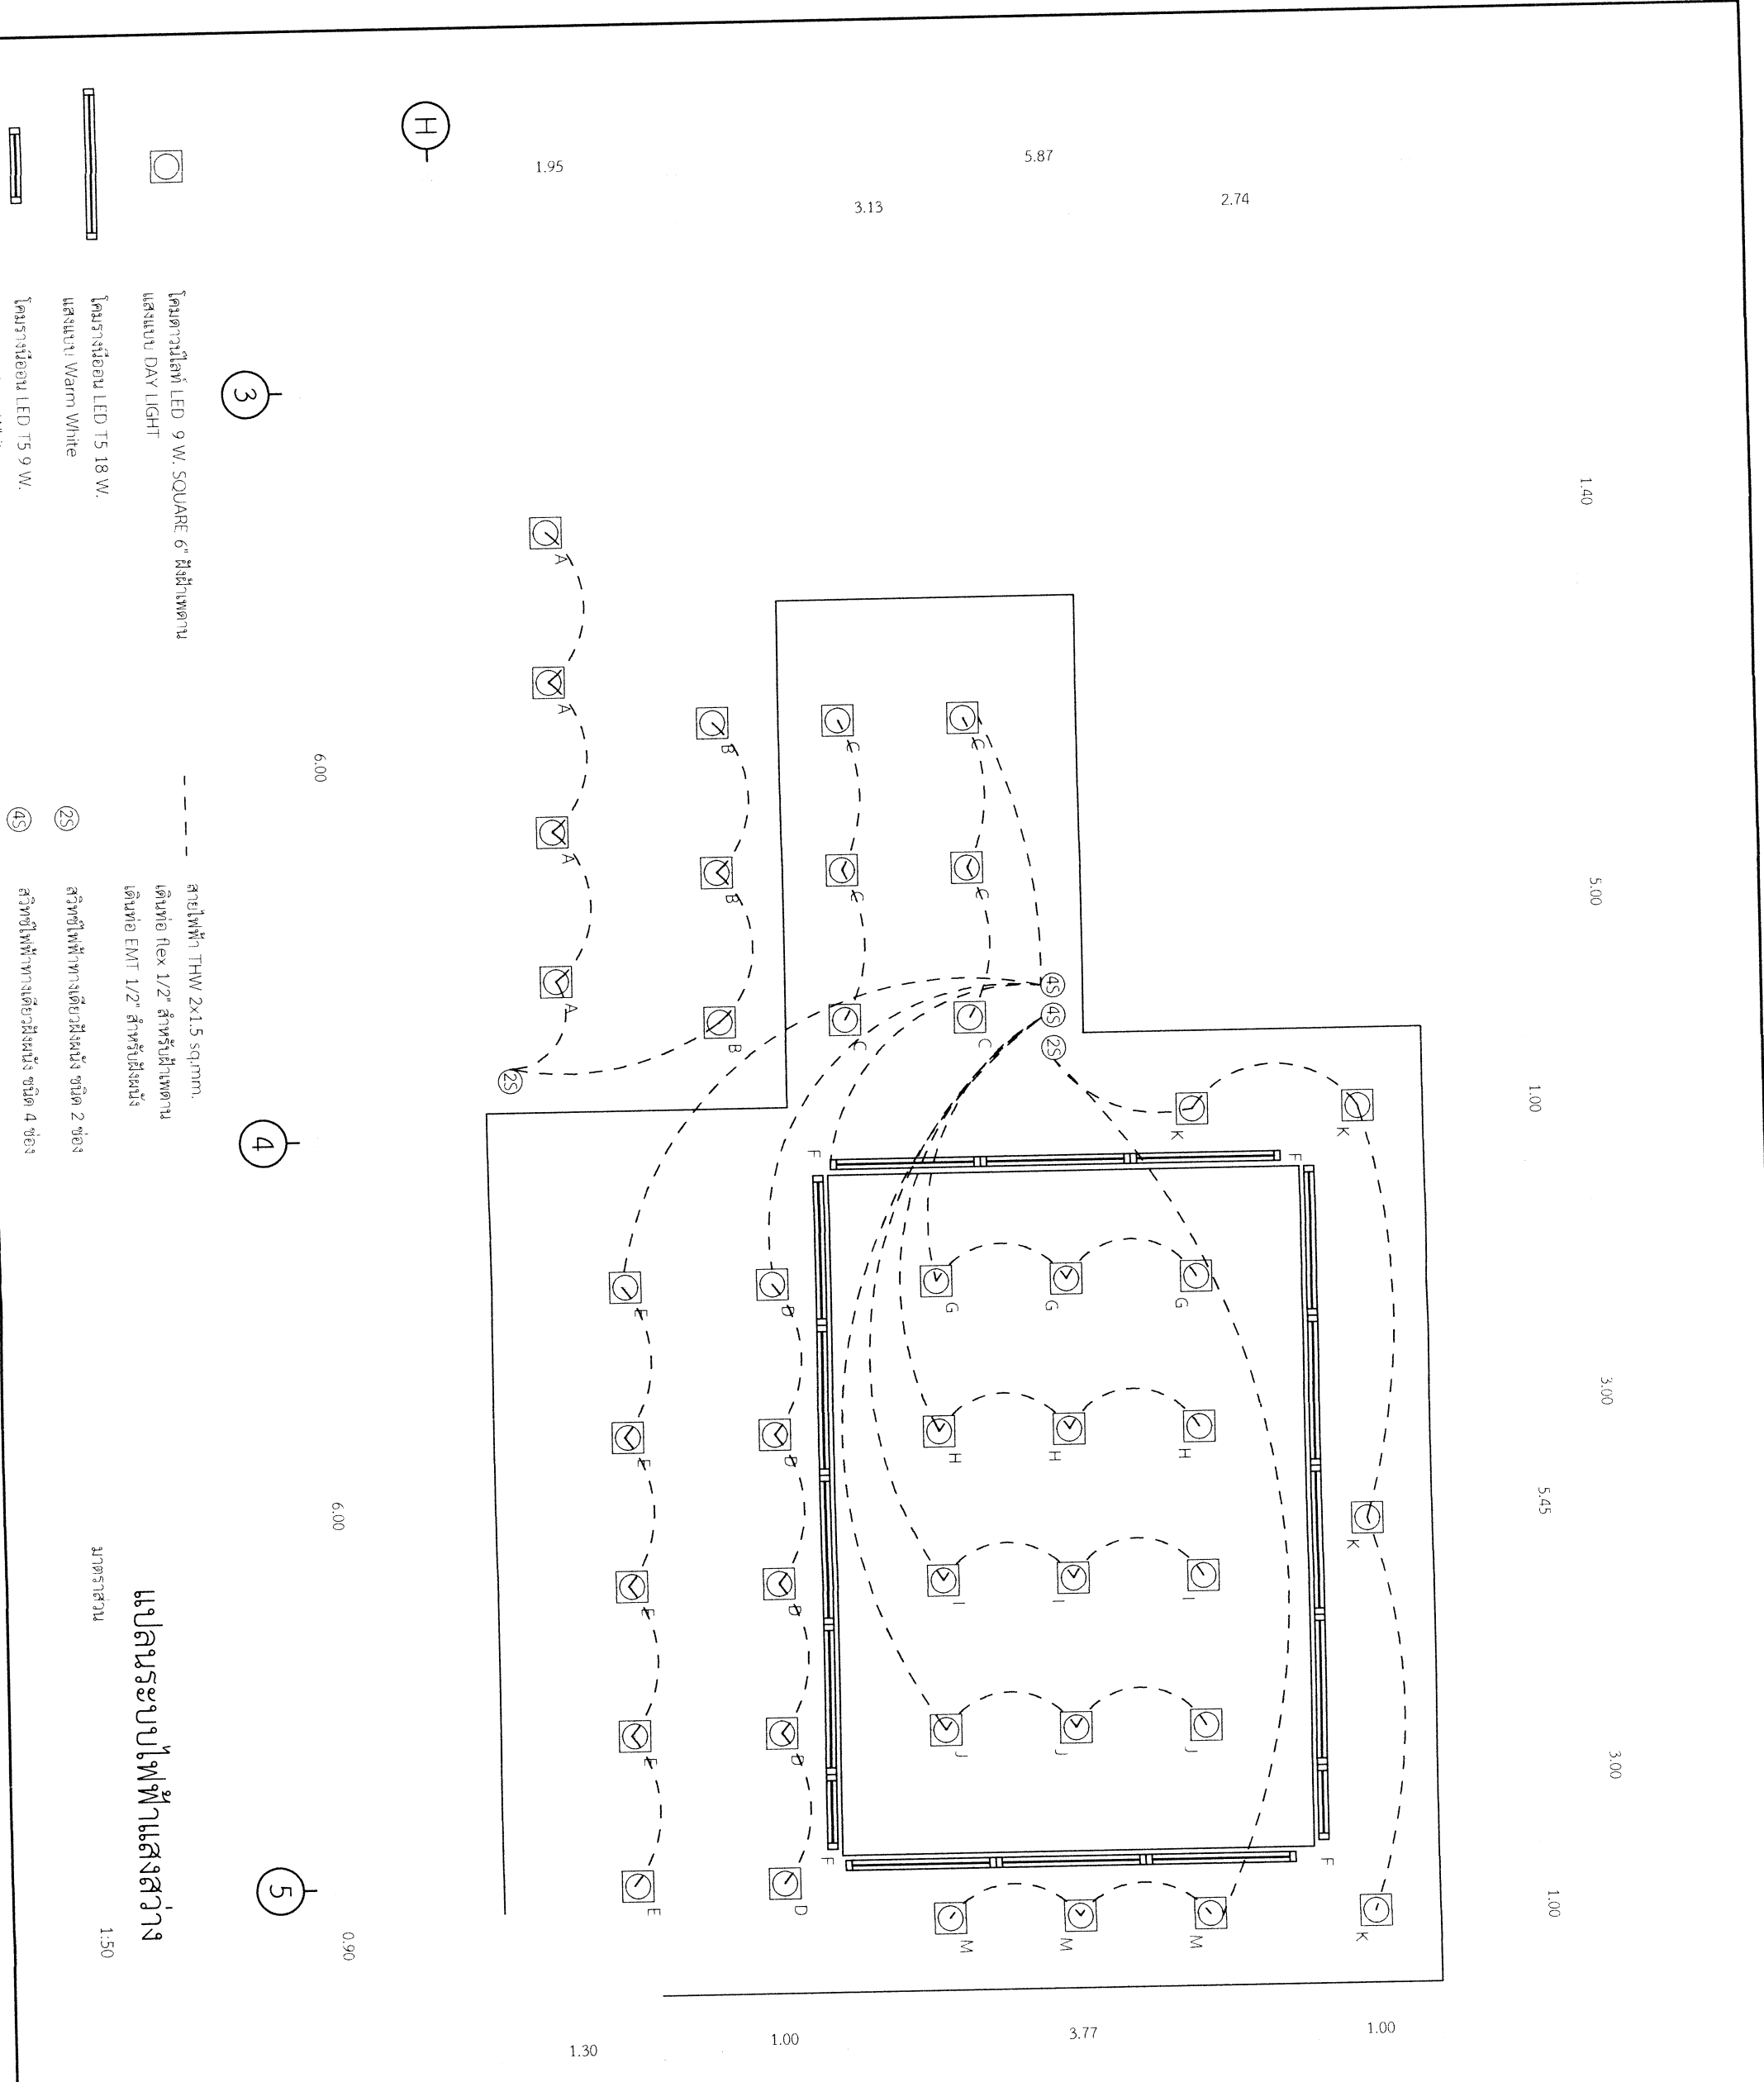 1.40
5.00
3.00
3.00
1.00
5.45
1.00
K
K
K
1.00
F
F
2.74
K
G
H
I
J
M
5.87
4S
4S
2S
G
H
I
J
M
3.77
C
C
C
G
H
I
J
M
3.13
C
C
C
F
F
D
D
D
D
D
1.00
B
B
B
E
E
E
E
E
1.95
A
A
A
A
2S
1.30
H
6.00
6.00
0.90
3
4
5
โคมดาวน์ไลท์ LED 9 W. SQUARE 6" ฝังฝ้าเพดาน
แสงแบบ DAY LIGHT
โคมรางนีออน LED T5 18 W.
แสงแบบ Warm White
โคมรางนีออน LED T5 9 W.
สายไฟฟ้า THW 2x1.5 sq.mm.
เดินท่อ flex 1/2" สำหรับฝ้าเพดาน
เดินท่อ EMT 1/2" สำหรับฝังผนัง
2S สวิทซ์ไฟฟ้าทางเดียวฝังผนัง ชนิด 2 ช่อง
4S สวิทซ์ไฟฟ้าทางเดียวฝังผนัง ชนิด 4 ช่อง
แปลนระบบไฟฟ้าแสงสว่าง
มาตราส่วน 1:50